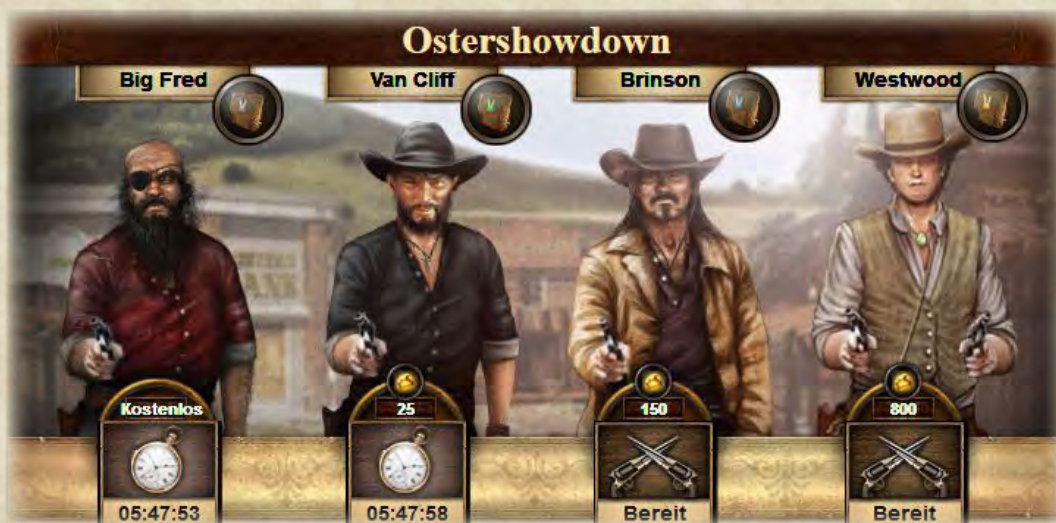 Ostershowdown
Big Fred
Van Cliff
Brinson
Westwood
Kostenlos
25
150
800
05:47:53
05:47:58
Bereit
Bereit